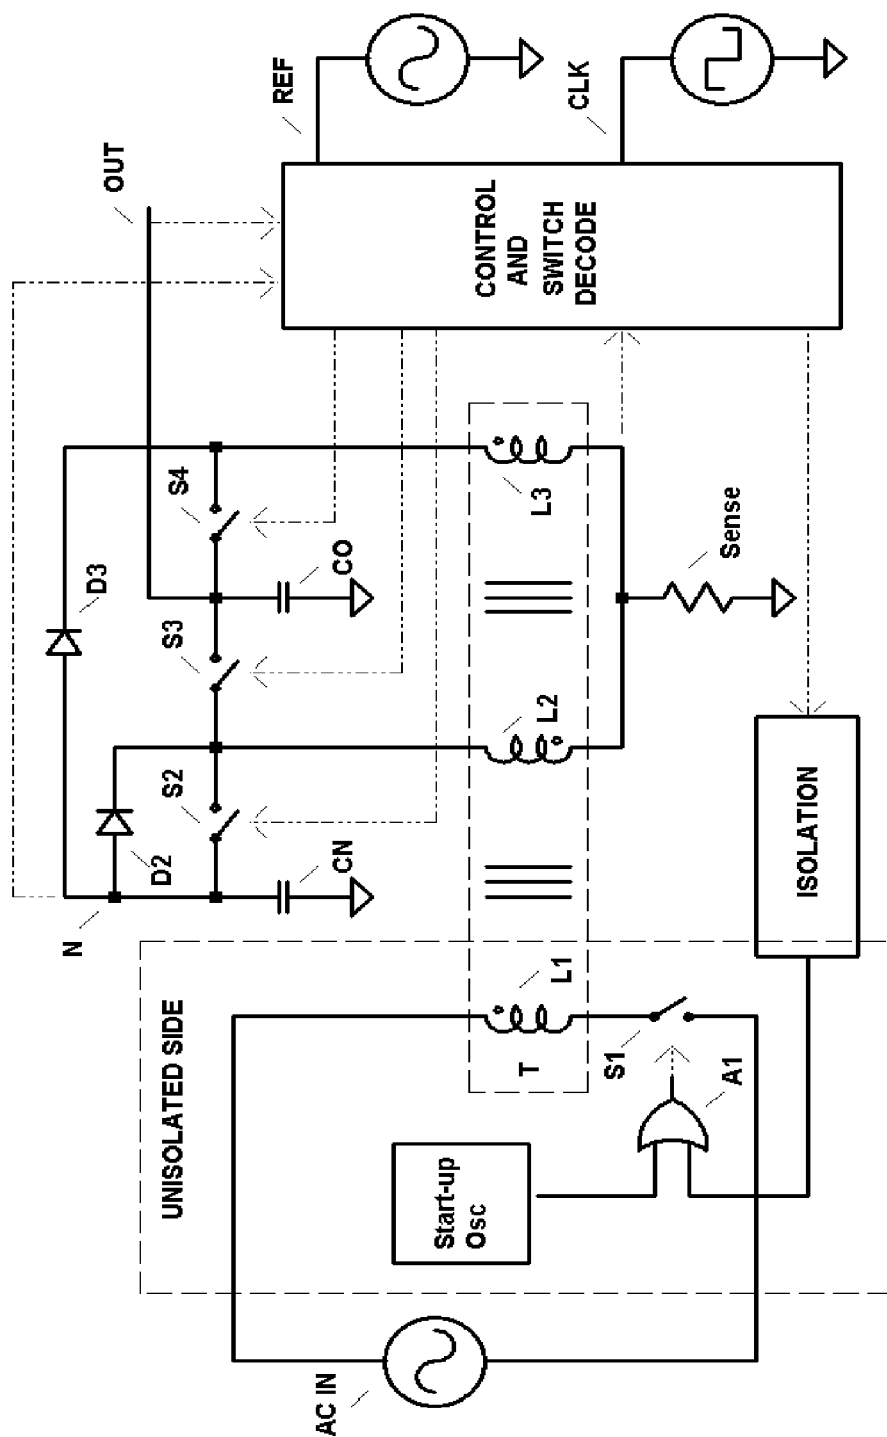 UNISOLATED SIDE
AC IN
Start-up
Osc
T
L1
S1
A1
ISOLATION
N
D2
D3
S2
S3
S4
CN
CO
L2
L3
Sense
OUT
REF
CLK
CONTROL
AND
SWITCH
DECODE